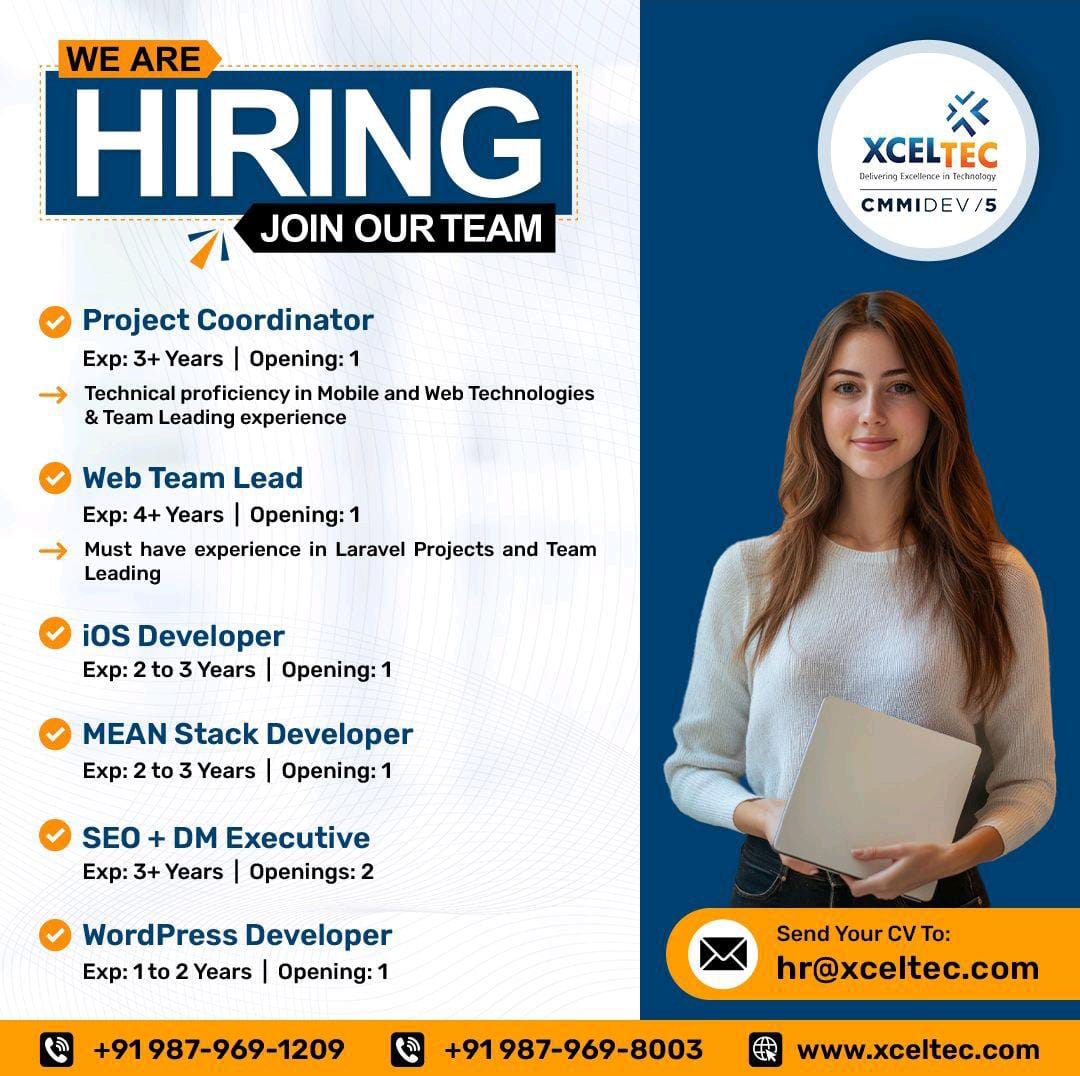 WE ARE
HIRING
JOIN OUR TEAM
XCELTEC
Delivering Excellence in Technology
CMMIDEV/5
Project Coordinator
Exp: 3+ Years | Opening: 1
Technical proficiency in Mobile and Web Technologies
& Team Leading experience
Web Team Lead
Exp: 4+ Years | Opening: 1
Must have experience in Laravel Projects and Team
Leading
iOS Developer
Exp: 2 to 3 Years | Opening: 1
MEAN Stack Developer
Exp: 2 to 3 Years | Opening: 1
SEO + DM Executive
Exp: 3+ Years | Openings: 2
WordPress Developer
Exp: 1 to 2 Years | Opening: 1
Send Your CV To:
hr@xceltec.com
+91 987-969-1209
+91 987-969-8003
www.xceltec.com